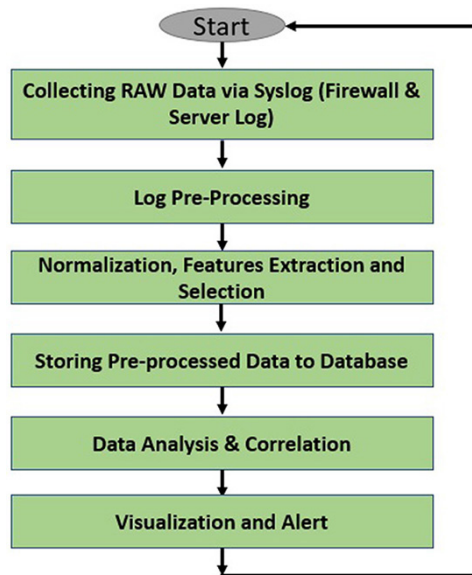 Start
Collecting RAW Data via Syslog (Firewall &
Server Log)
Log Pre-Processing
Normalization, Features Extraction and
Selection
Storing Pre-processed Data to Database
Data Analysis & Correlation
Visualization and Alert